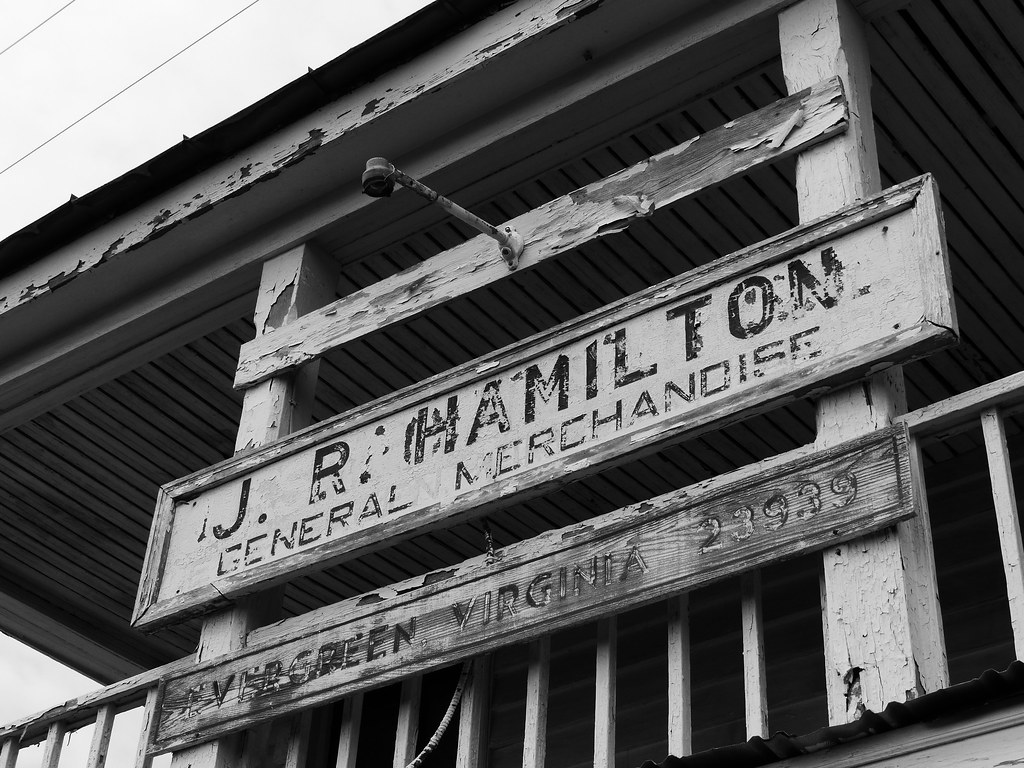 J. R. HAMILTON
GENERAL MERCHANDISE
EVERGREEN, VIRGINIA 23939